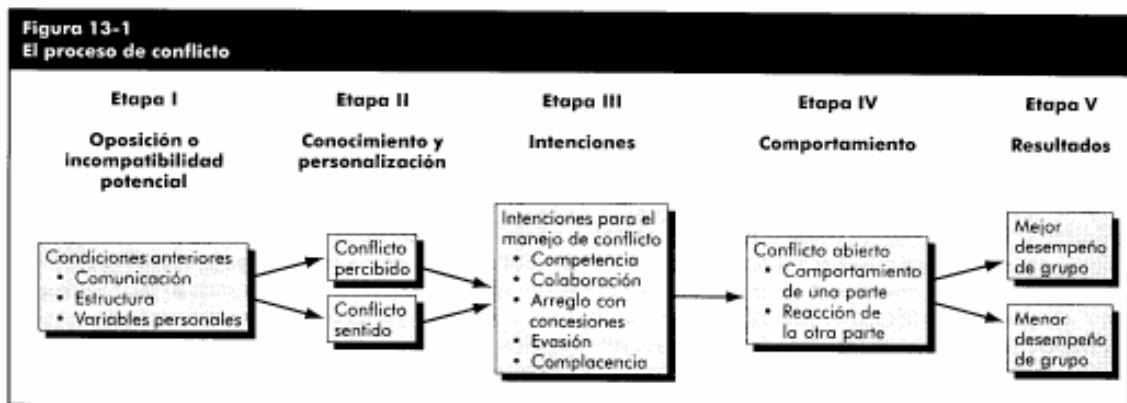 Figura 13-1
El proceso de conflicto
Etapa I
Oposición o
incompatibilidad
potencial
Etapa II
Conocimiento y
personalización
Etapa III
Intenciones
Etapa IV
Comportamiento
Etapa V
Resultados
Condiciones anteriores
• Comunicación
• Estructura
• Variables personales
Conflicto
percibido
Conflicto
sentido
Intenciones para el
manejo de conflicto
• Competencia
• Colaboración
• Arreglo con
concesiones
• Evasión
• Complacencia
Conflicto abierto
• Comportamiento
de una parte
• Reacción de
la otra parte
Mejor
desempeño
de grupo
Menor
desempeño
de grupo